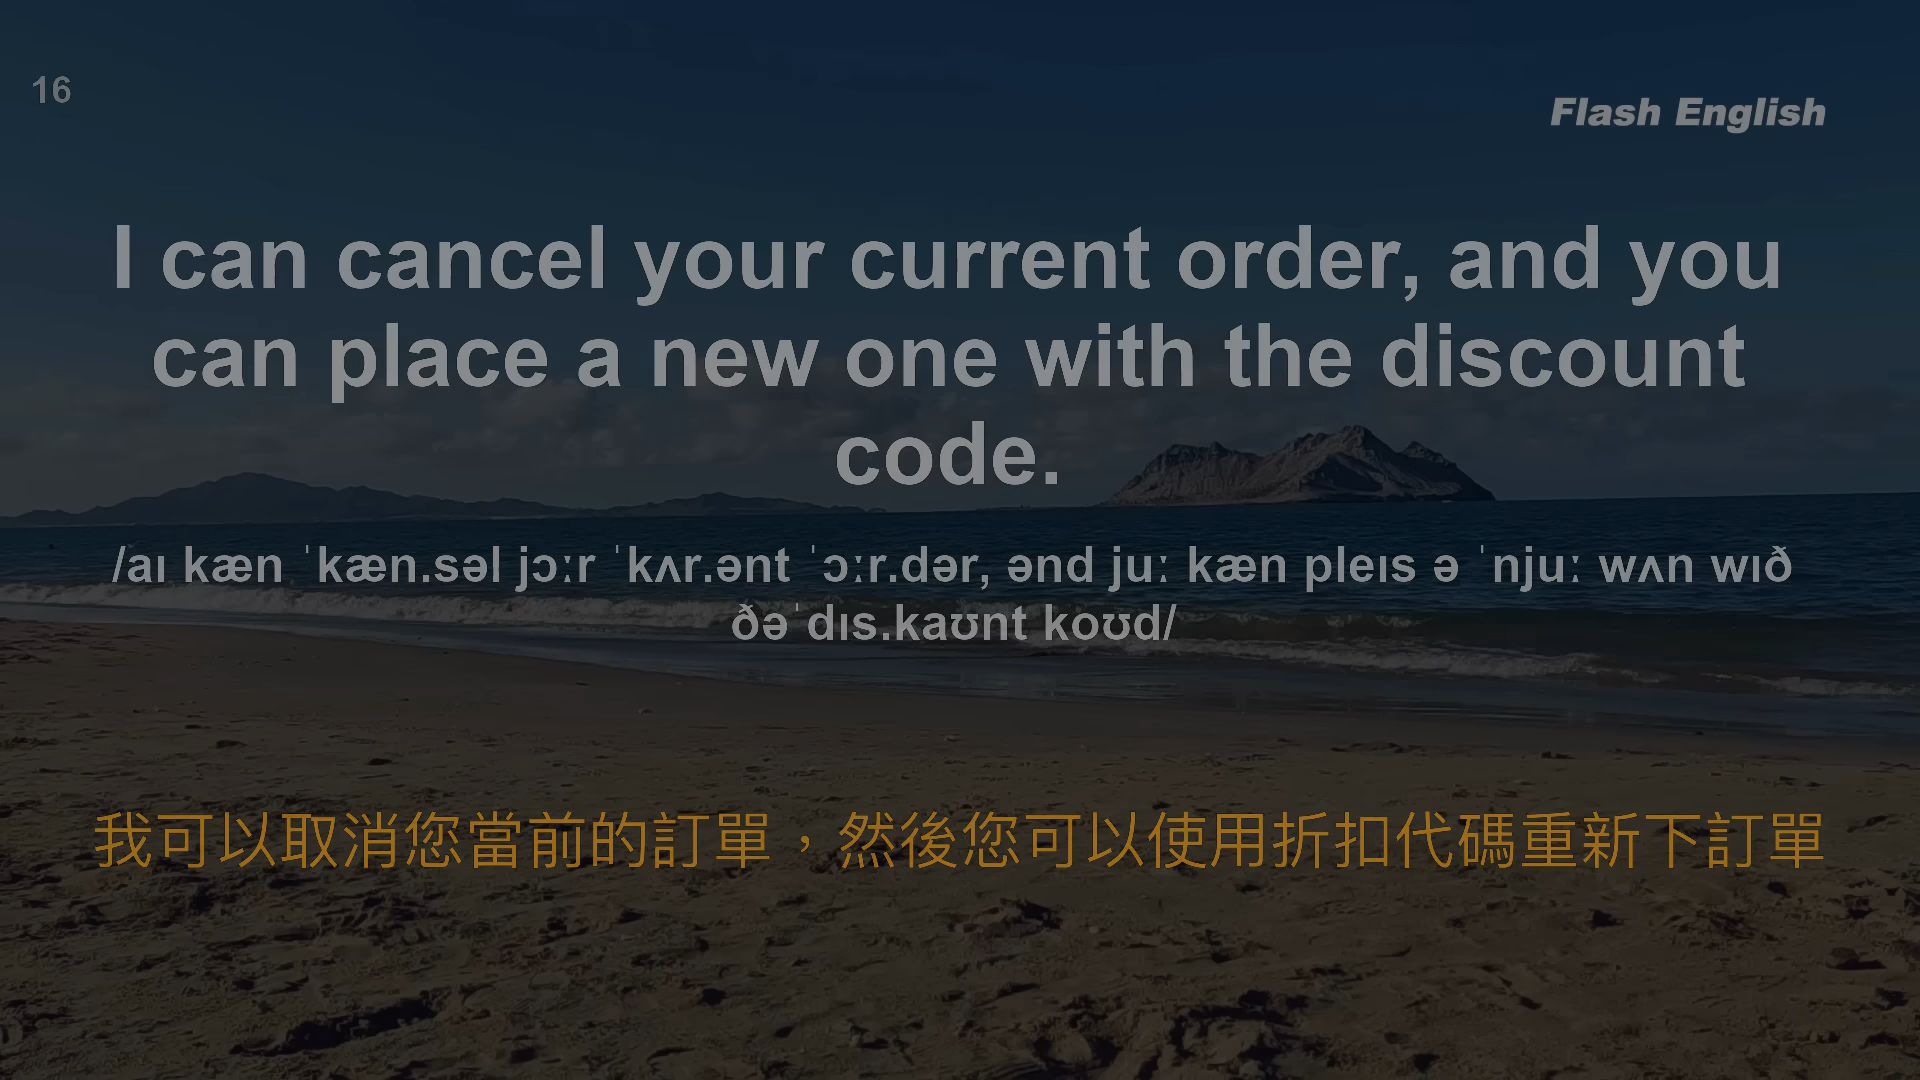 16
Flash English
I can cancel your current order, and you
can place a new one with the discount
code.
/aɪ kæn ˈkæn.səl jɔːr ˈkʌr.ənt ˈɔːr.dər, ənd juː kæn pleɪs ə ˈnjuː wʌn wɪð
ðəˈdɪs.kaʊnt koʊd/
我可以取消您當前的訂單，然後您可以使用折扣代碼重新下訂單